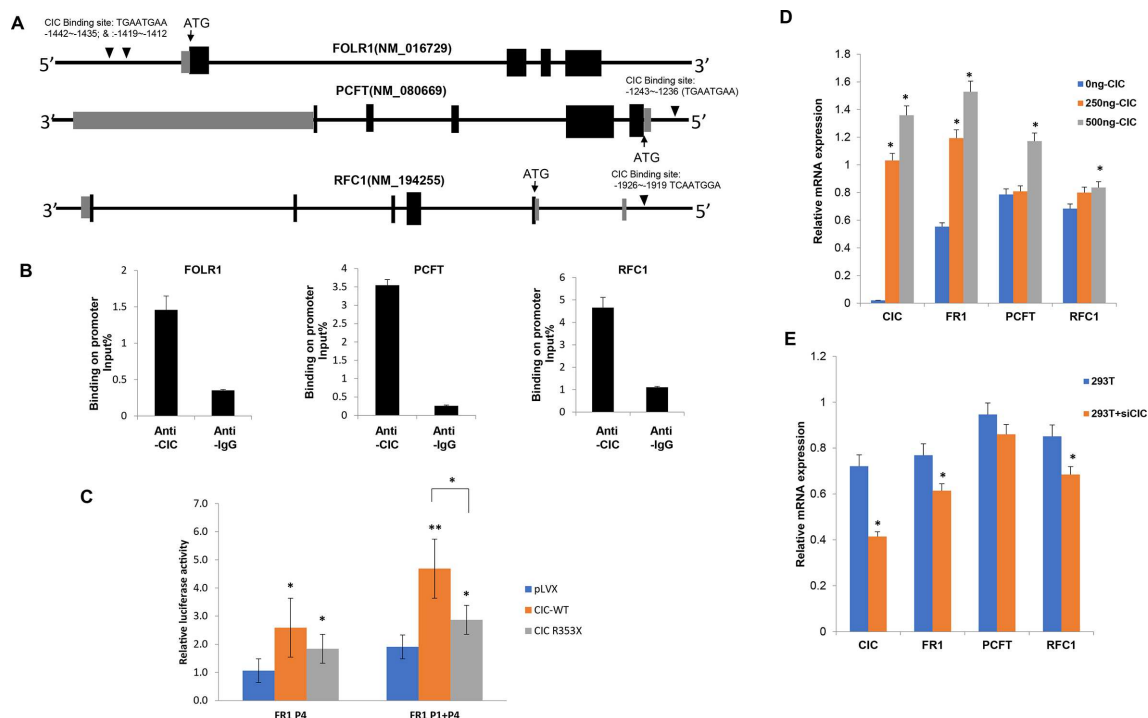 A
CIC Binding site: TGAATGAA
-1442~-1435; & :-1419~-1412
ATG
FOLR1(NM_016729)
5’
3’
PCFT(NM_080669)
CIC Binding site:
-1243~-1236 (TGAATGAA)
3’
5’
ATG
RFC1(NM_194255)
ATG
CIC Binding site:
-1926~-1919 TCAATGGA
3’
5’
B
FOLR1
Binding on promoter
Input%
2
1.5
1
0.5
0
Anti
-CIC
Anti
-IgG
PCFT
Binding on promoter
Input%
4
3.5
3
2.5
2
1.5
1
0.5
0
Anti
-CIC
Anti
-IgG
RFC1
Binding on promoter
Input%
6
5
4
3
2
1
0
Anti
-CIC
Anti
-IgG
C
Relative luciferase activity
7.0
6.0
5.0
4.0
3.0
2.0
1.0
0.0
*
*
*
**
*
FR1 P4
FR1 P1+P4
pLVX
CIC-WT
CIC R353X
D
Relative mRNA expression
1.8
1.6
1.4
1.2
1
0.8
0.6
0.4
0.2
0
*
*
*
*
*
*
CIC
FR1
PCFT
RFC1
0ng-CIC
250ng-CIC
500ng-CIC
E
Relative mRNA expression
1.2
1
0.8
0.6
0.4
0.2
0
*
*
*
CIC
FR1
PCFT
RFC1
293T
293T+siCIC